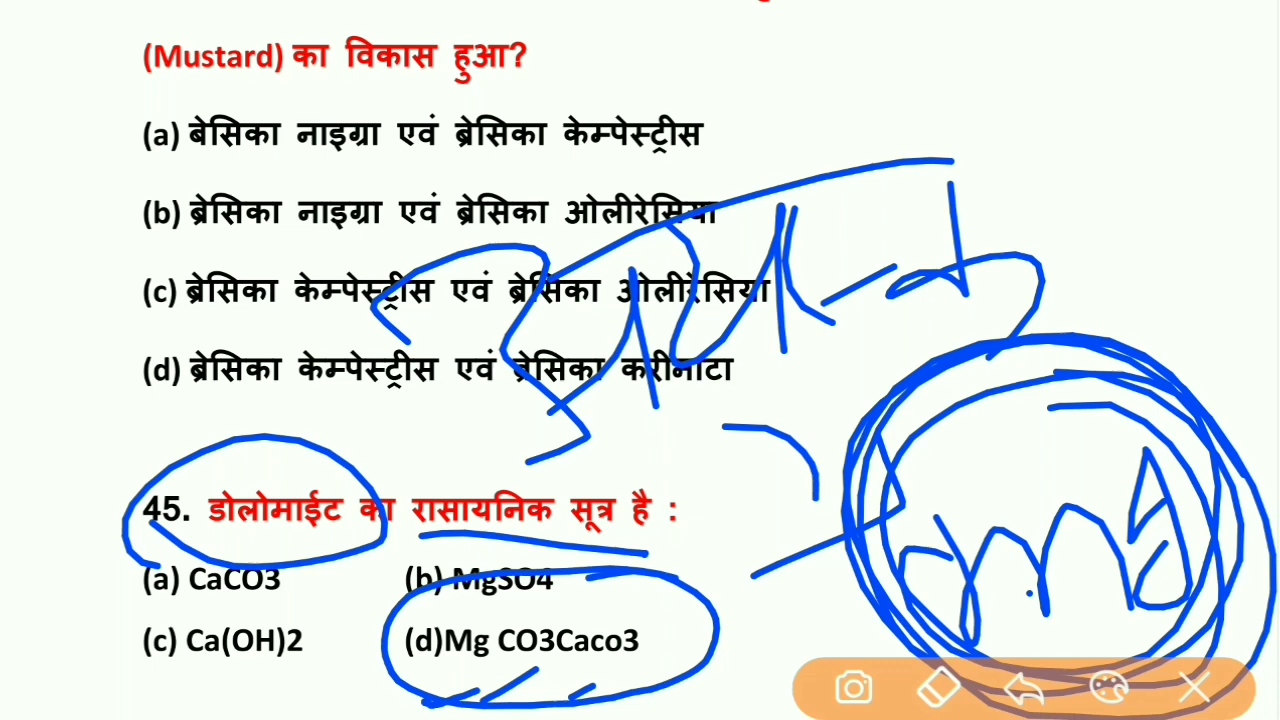 (Mustard) का विकास हुआ?
(a) बेसिका नाइग्रा एवं ब्रेसिका केम्पेस्ट्रीस
(b) ब्रेसिका नाइग्रा एवं ब्रेसिका ओलीरेसिया
(c) ब्रेसिका केम्पेस्ट्रीस एवं ब्रेसिका ओलीरेसिया
(d) ब्रेसिका केम्पेस्ट्रीस एवं ब्रेसिका करीनाटा
45. डोलोमाईट का रासायनिक सूत्र है :
(a) CaCO3 (b) MgSO4
(c) Ca(OH)2 (d)Mg CO3Caco3